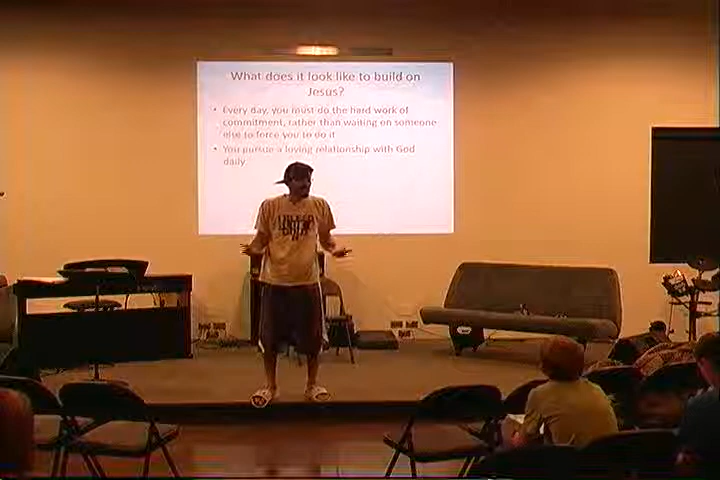 What does it look like to build on
Jesus?
• Every day, you must do the hard work of
commitment, rather than waiting on someone
else to force you to do it
• You pursue a loving relationship with God
daily